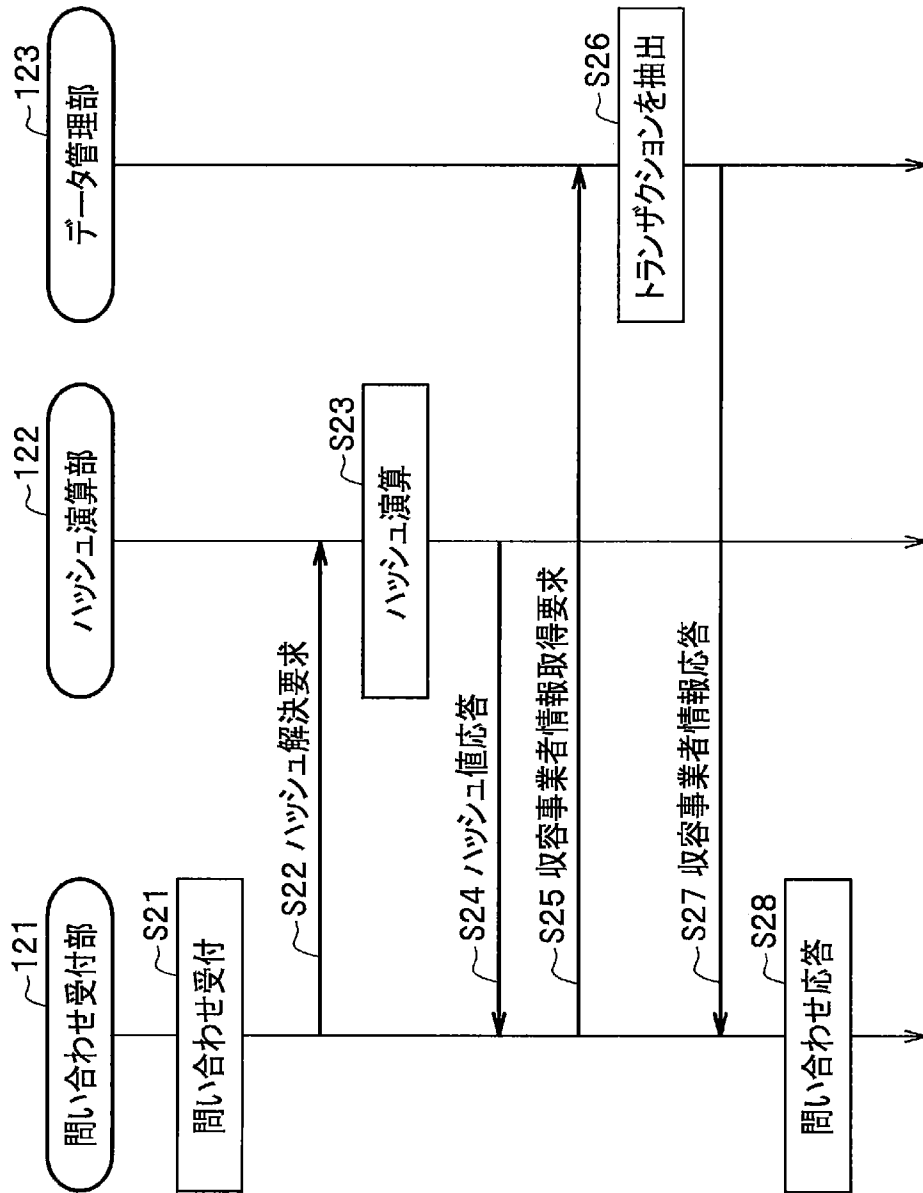 問い合わせ受付部
121
ハッシュ演算部
122
データ管理部
123
問い合わせ受付
S21
S22 ハッシュ解決要求
ハッシュ演算
S23
S24 ハッシュ値応答
S25 収容事業者情報取得要求
トランザクションを抽出
S26
S27 収容事業者情報応答
問い合わせ応答
S28